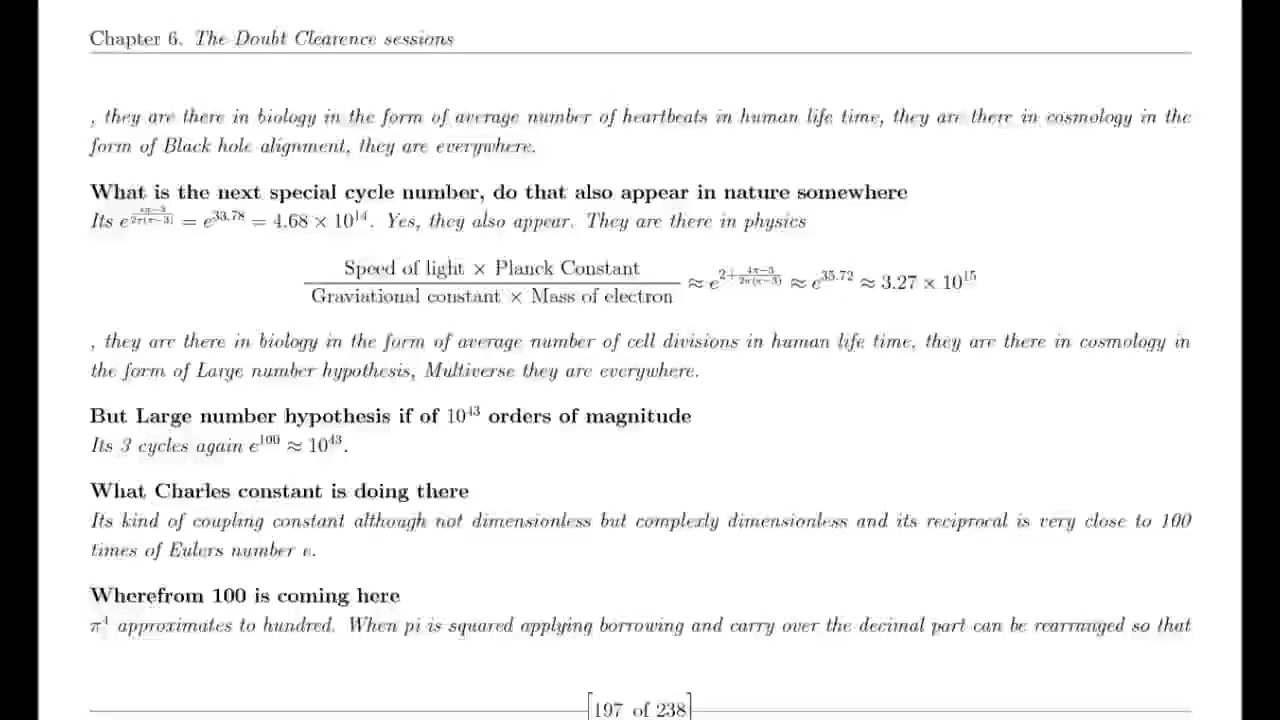 Chapter 6. The Doubt Clearence sessions
, they are there in biology in the form of average number of heartbeats in human life time, they are there in cosmology in the
form of Black hole alignment, they are everywhere.
What is the next special cycle number, do that also appear in nature somewhere
Its e^{\frac{4π−3}{2π(π−3)}} = e^{33.78} = 4.68 × 10^{14}. Yes, they also appear. They are there in physics
\frac{Speed of light × Planck Constant}{Graviational constant × Mass of electron} ≈ e^{2+\frac{4π−3}{2π(π−3)}} ≈ e^{35.72} ≈ 3.27 × 10^{15}
, they are there in biology in the form of average number of cell divisions in human life time, they are there in cosmology in
the form of Large number hypothesis, Multiverse they are everywhere.
But Large number hypothesis if of 10^{43} orders of magnitude
Its 3 cycles again e^{100} ≈ 10^{43}.
What Charles constant is doing there
Its kind of coupling constant although not dimensionless but complexly dimensionless and its reciprocal is very close to 100
times of Eulers number e.
Wherefrom 100 is coming here
π^{4} approximates to hundred. When pi is squared applying borrowing and carry over the decimal part can be rearranged so that
197 of 238